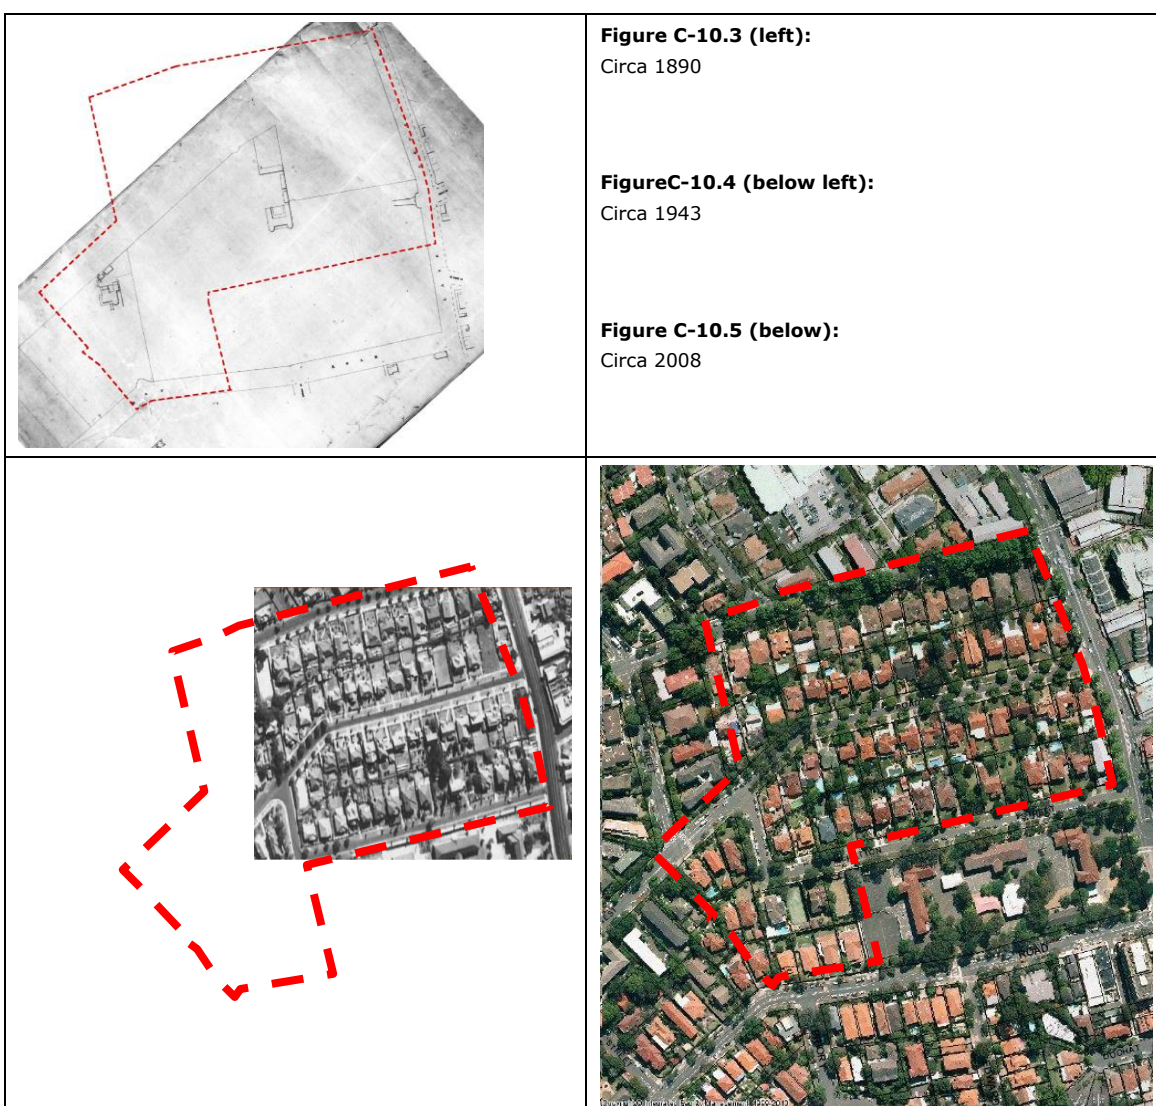 Figure C-10.3 (left):
Circa 1890
FigureC-10.4 (below left):
Circa 1943
Figure C-10.5 (below):
Circa 2008
ROAD